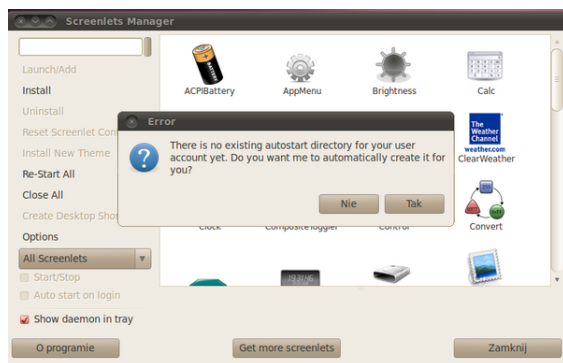 Screenlets Manager
Launch/Add
Install
Uninstall
Reset Screenlet Con
Install New Theme
Re-Start All
Close All
Create Desktop Sho
Options
All Screenlets
Start/Stop
Auto start on login
Show daemon in tray
ACPIBattery
AppMenu
Brightness
Calc
The
Weather
Channel
weather.com
ClearWeather
Error
There is no existing autostart directory for your user
account yet. Do you want me to automatically create it for
you?
Nie
Tak
Convert
O programie
Get more screenlets
Zamknij